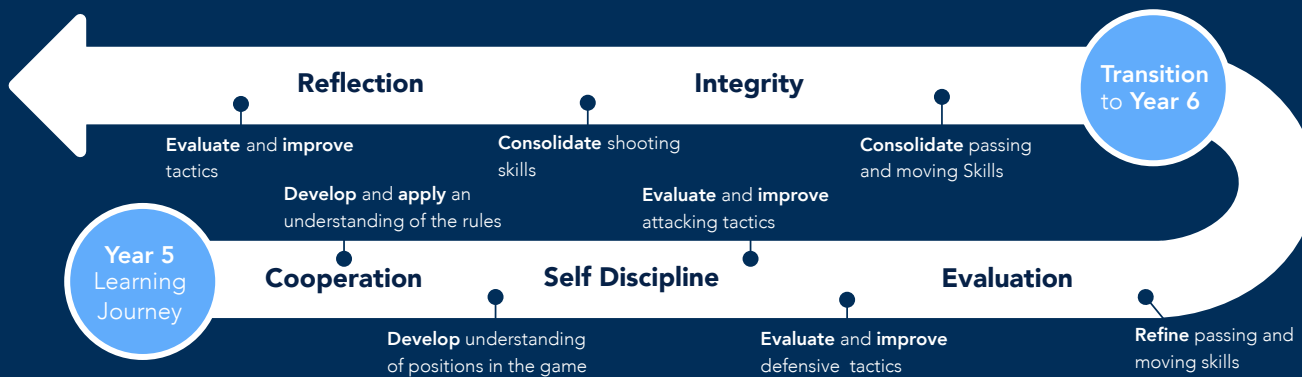 Reflection
Integrity
Transition
to Year 6
Evaluate and improve
tactics
Consolidate shooting
skills
Consolidate passing
and moving Skills
Develop and apply an
understanding of the rules
Evaluate and improve
attacking tactics
Year 5
Learning
Journey
Cooperation
Self Discipline
Evaluation
Develop understanding
of positions in the game
Evaluate and improve
defensive tactics
Refine passing and
moving skills